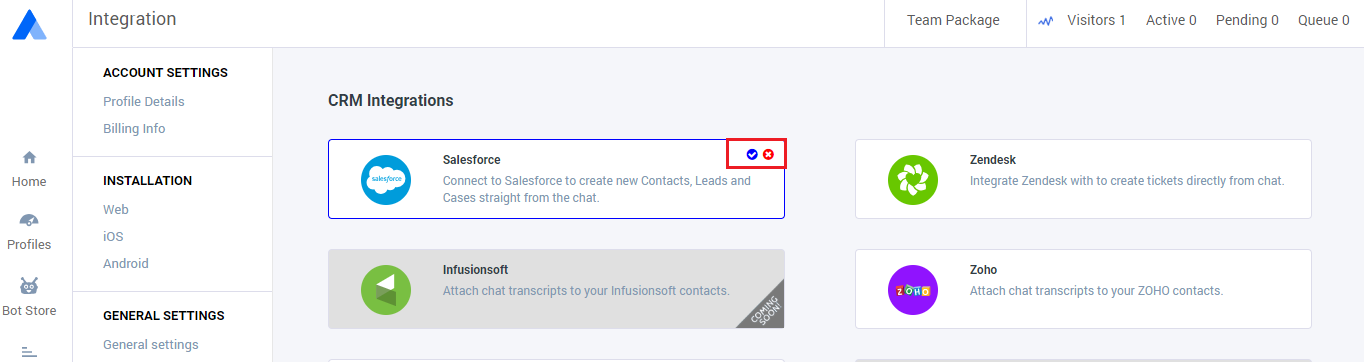 Integration
Team Package
Visitors 1 Active 0 Pending 0 Queue 0
Home
Profiles
Bot Store
ACCOUNT SETTINGS
Profile Details
Billing Info
INSTALLATION
Web
iOS
Android
GENERAL SETTINGS
General settings
CRM Integrations
salesforce
Salesforce
Connect to Salesforce to create new Contacts, Leads and
Cases straight from the chat.
Zendesk
Integrate Zendesk with to create tickets directly from chat.
Infusionsoft
Attach chat transcripts to your Infusionsoft contacts.
COMING
SOON!
ZOHO
Zoho
Attach chat transcripts to your ZOHO contacts.